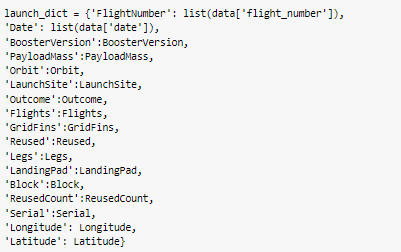 launch_dict = {'FlightNumber': list(data['flight_number']),
'Date': list(data['date']),
'BoosterVersion':BoosterVersion,
'PayloadMass':PayloadMass,
'Orbit':Orbit,
'LaunchSite':LaunchSite,
'Outcome':Outcome,
'Flights':Flights,
'GridFins':GridFins,
'Reused':Reused,
'Legs':Legs,
'LandingPad':LandingPad,
'Block':Block,
'ReusedCount':ReusedCount,
'Serial':Serial,
'Longitude': Longitude,
'Latitude': Latitude}